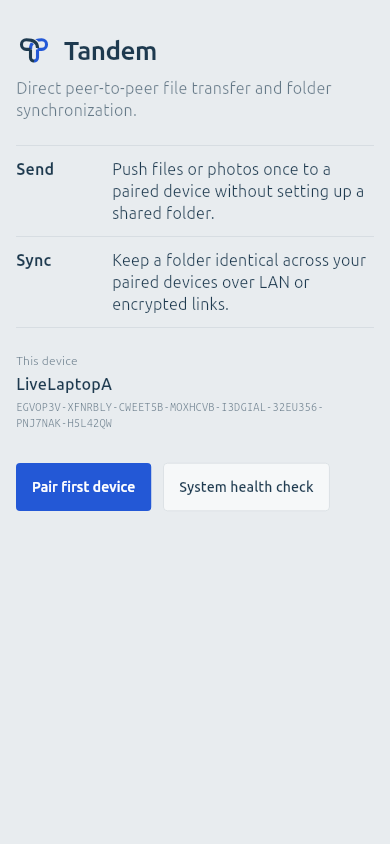 Tandem
Direct peer-to-peer file transfer and folder
synchronization.
Send
Push files or photos once to a
paired device without setting up a
shared folder.
Sync
Keep a folder identical across your
paired devices over LAN or
encrypted links.
This device
LiveLaptopA
EGVOP3V-XFNRBLY-CWEET5B-MOXHCVB-I3DGIAL-32EU356-
PNJ7NAK-H5L42QW
Pair first device
System health check